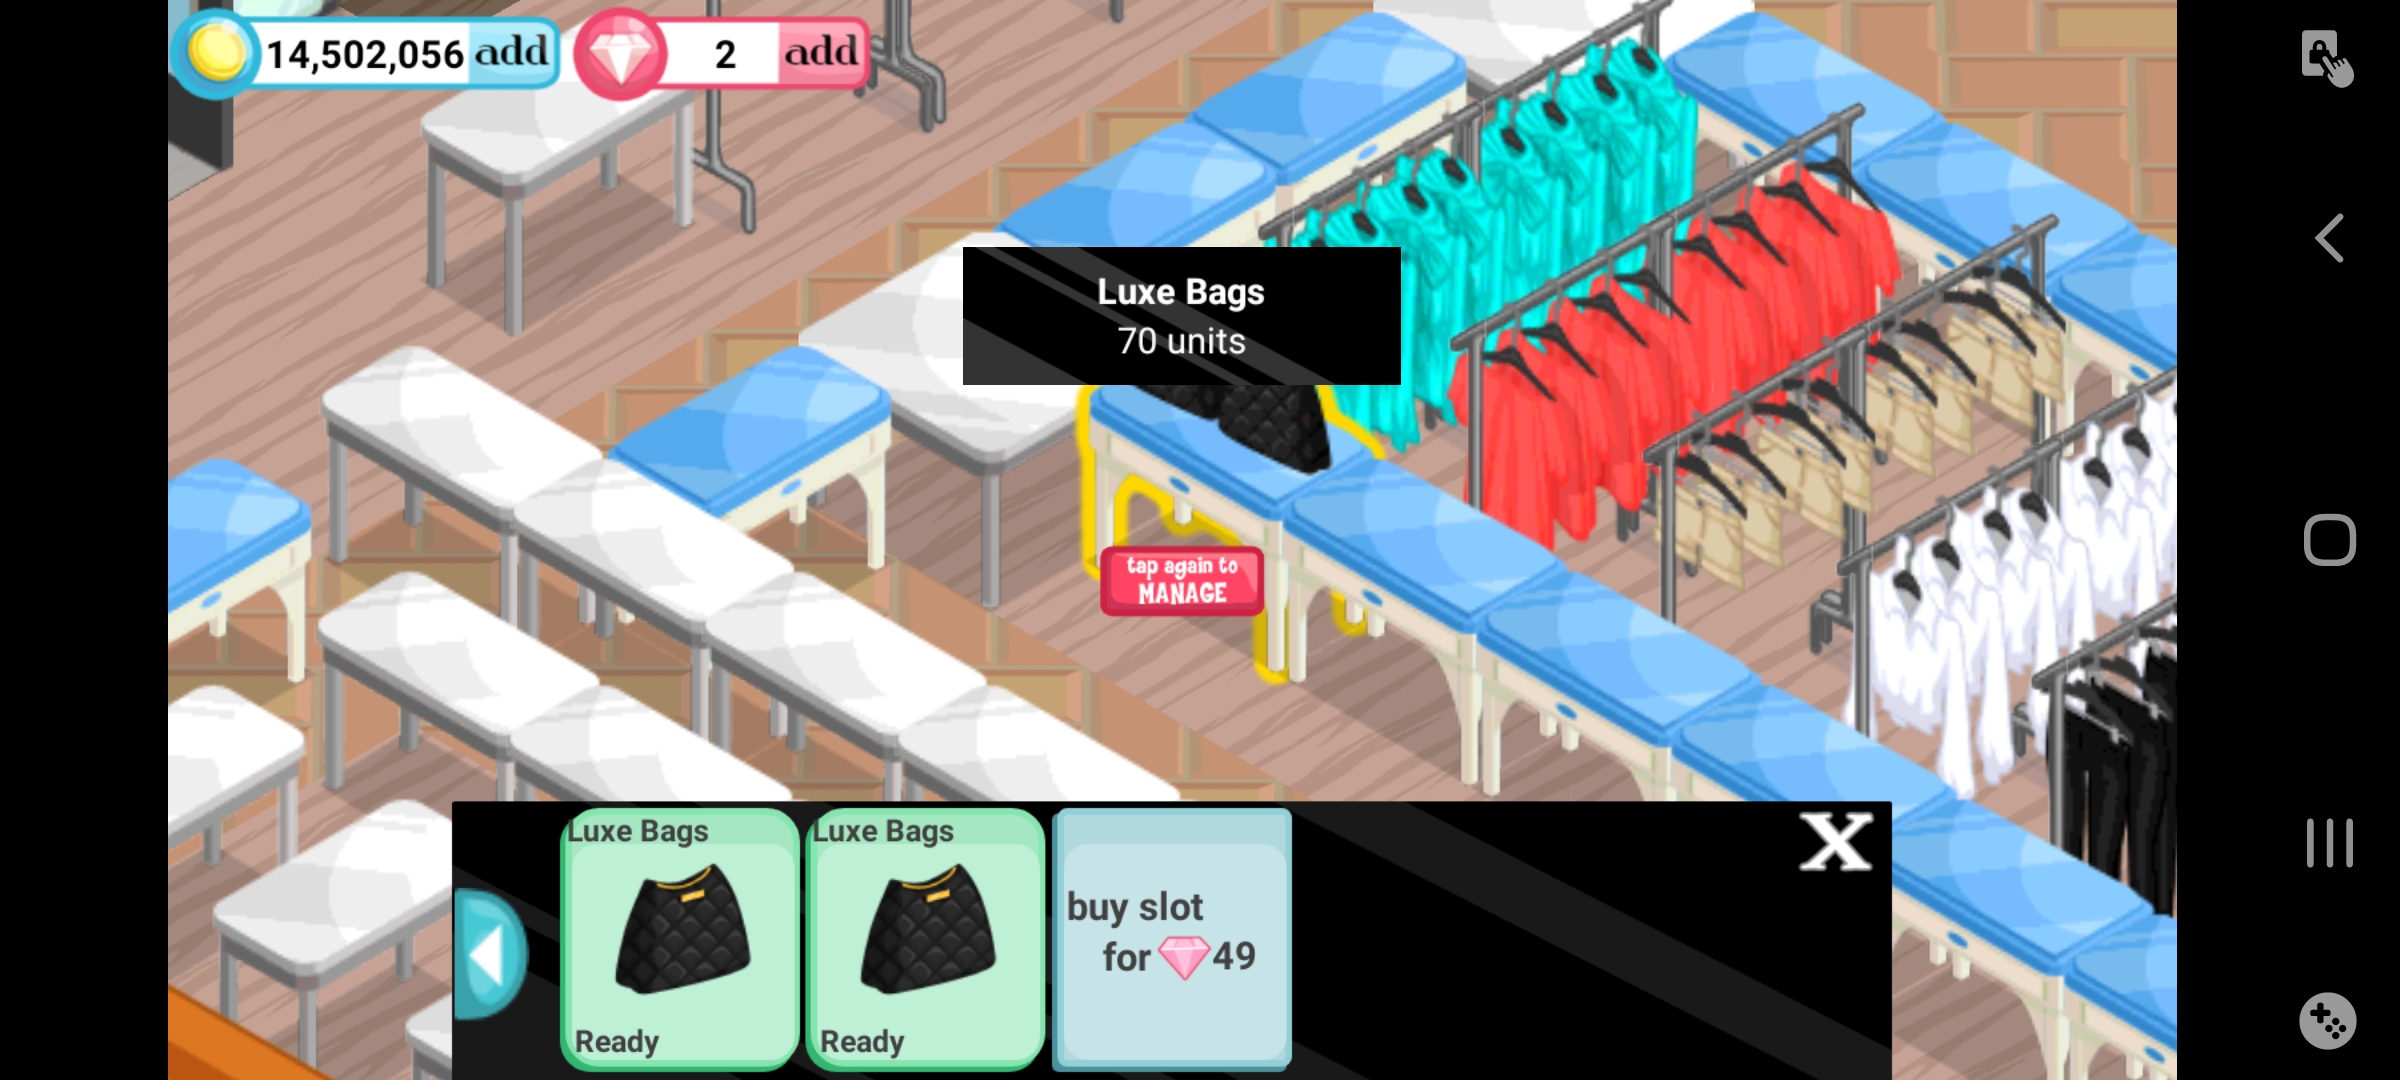 14,502,056 add
2 add
Luxe Bags
70 units
tap again to
MANAGE
Luxe Bags
Ready
Luxe Bags
Ready
buy slot
for 49
X